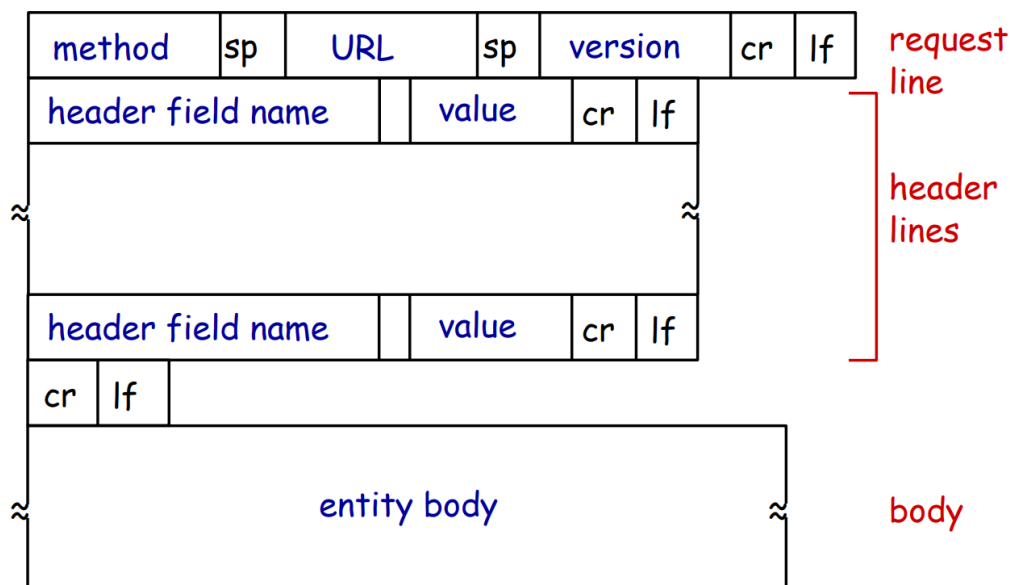 method sp URL sp version cr lf request
line
header field name value cr lf
header
lines
header field name value cr lf
cr lf
entity body body